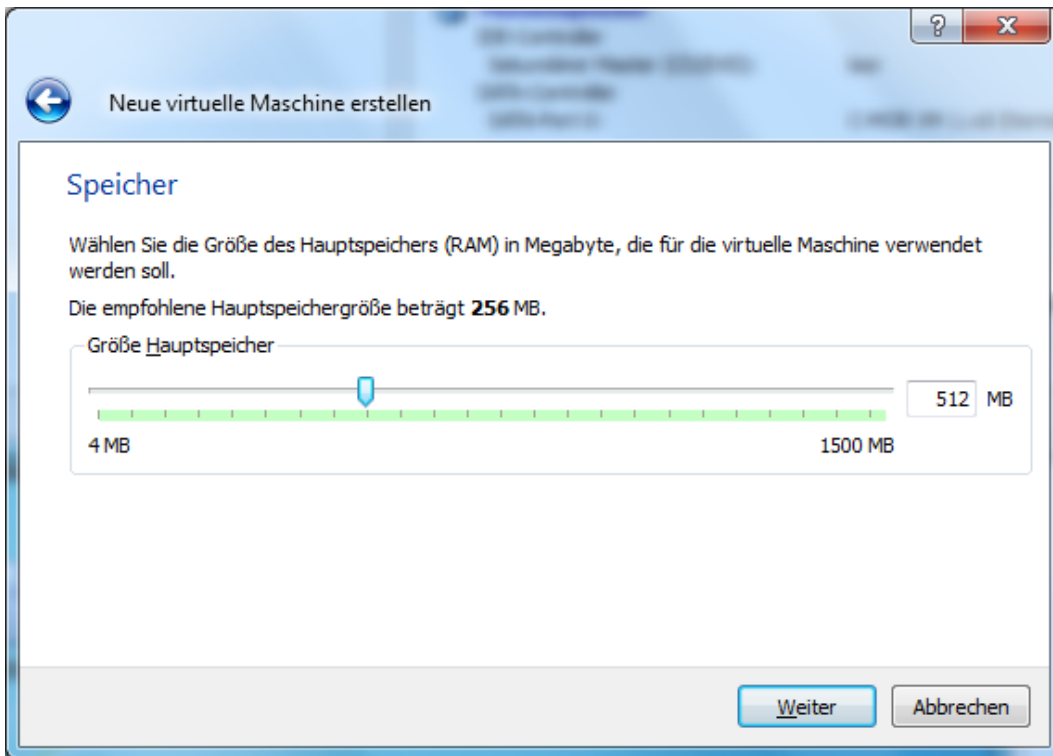 Neue virtuelle Maschine erstellen
Speicher
Wählen Sie die Größe des Hauptspeichers (RAM) in Megabyte, die für die virtuelle Maschine verwendet
werden soll.
Die empfohlene Hauptspeichergröße beträgt 256 MB.
Größe Hauptspeicher
512 MB
4 MB 1500 MB
Weiter Abbrechen